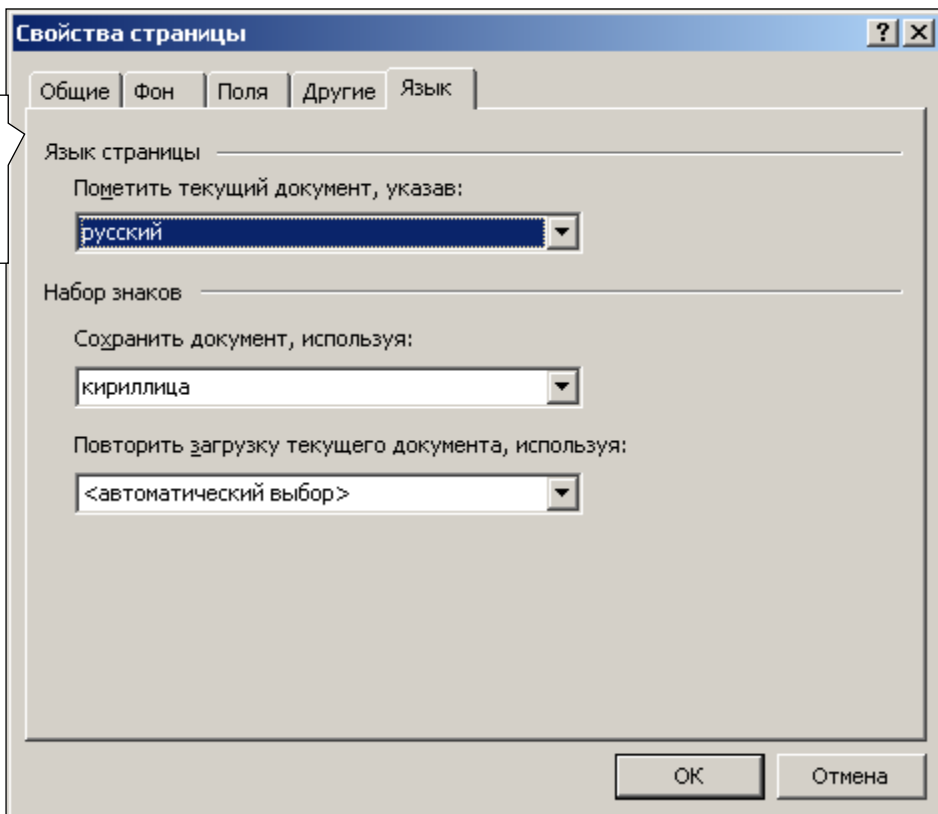 Свойства страницы
Общие Фон Поля Другие Язык
Язык страницы
Пометить текущий документ, указав:
русский
Набор знаков
Сохранить документ, используя:
кириллица
Повторить загрузку текущего документа, используя:
<автоматический выбор>
ОК Отмена